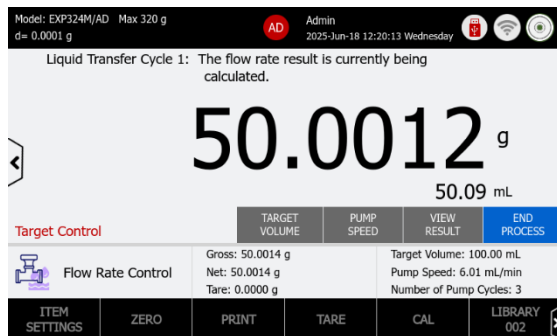 Model: EXP324M/AD Max 320 g
d= 0.0001 g
AD
Admin
2025-Jun-18 12:20:13 Wednesday
Liquid Transfer Cycle 1: The flow rate result is currently being
calculated.
50.0012 g
50.09 mL
Target Control
TARGET
VOLUME
PUMP
SPEED
VIEW
RESULT
END
PROCESS
Flow Rate Control
Gross: 50.0014 g
Net: 50.0014 g
Tare: 0.0000 g
Target Volume: 100.00 mL
Pump Speed: 6.01 mL/min
Number of Pump Cycles: 3
ITEM
SETTINGS
ZERO
PRINT
TARE
CAL
LIBRARY
002